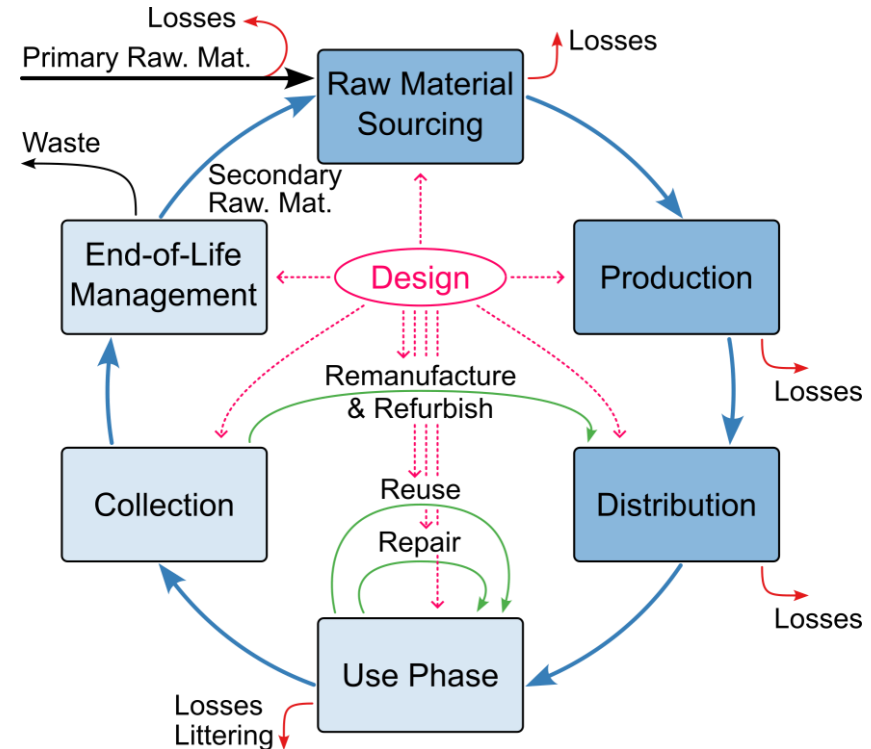 Losses
Primary Raw. Mat.
Losses
Raw Material
Sourcing
Waste
Secondary
Raw. Mat.
End-of-Life
Management
Design
Production
Losses
Remanufacture
& Refurbish
Collection
Reuse
Repair
Distribution
Losses
Use Phase
Losses
Littering